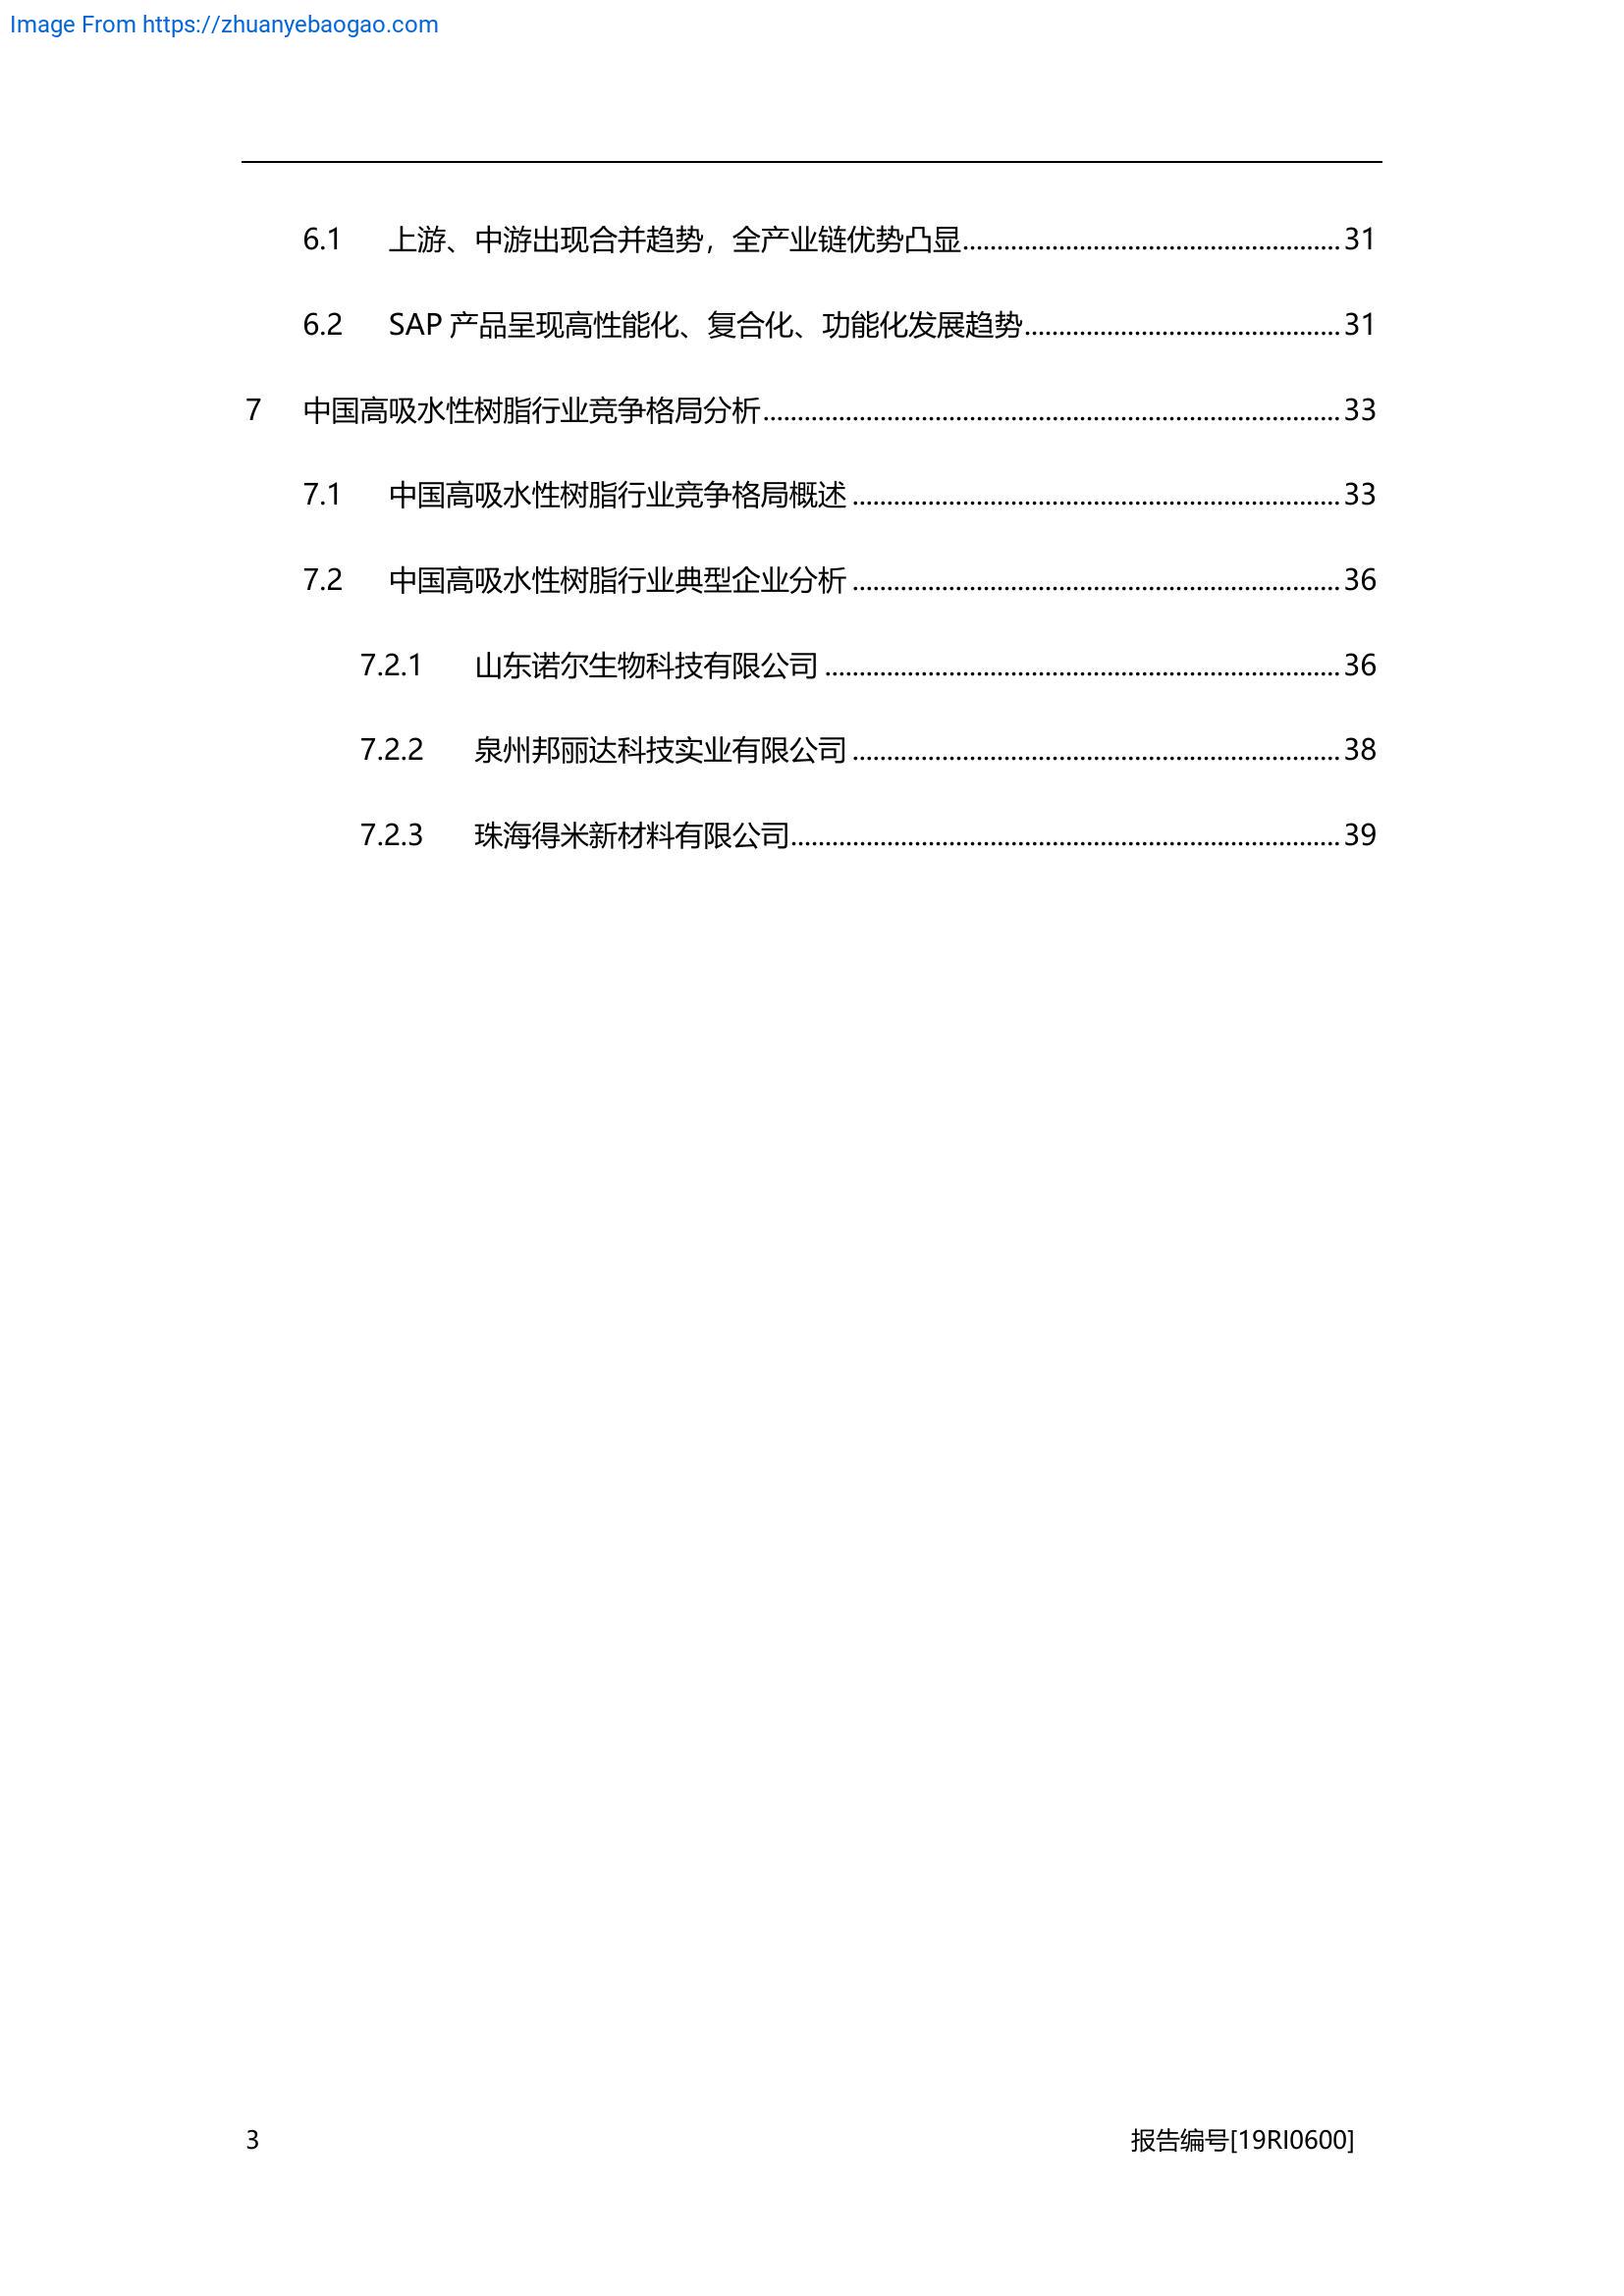 Image From https://zhuanyebaogao.com
6.1 上游、中游出现合并趋势，全产业链优势凸显 31
6.2 SAP 产品呈现高性能化、复合化、功能化发展趋势 31
7 中国高吸水性树脂行业竞争格局分析 33
7.1 中国高吸水性树脂行业竞争格局概述 33
7.2 中国高吸水性树脂行业典型企业分析 36
7.2.1 山东诺尔生物科技有限公司 36
7.2.2 泉州邦丽达科技实业有限公司 38
7.2.3 珠海得米新材料有限公司 39
3 报告编号[19RI0600]